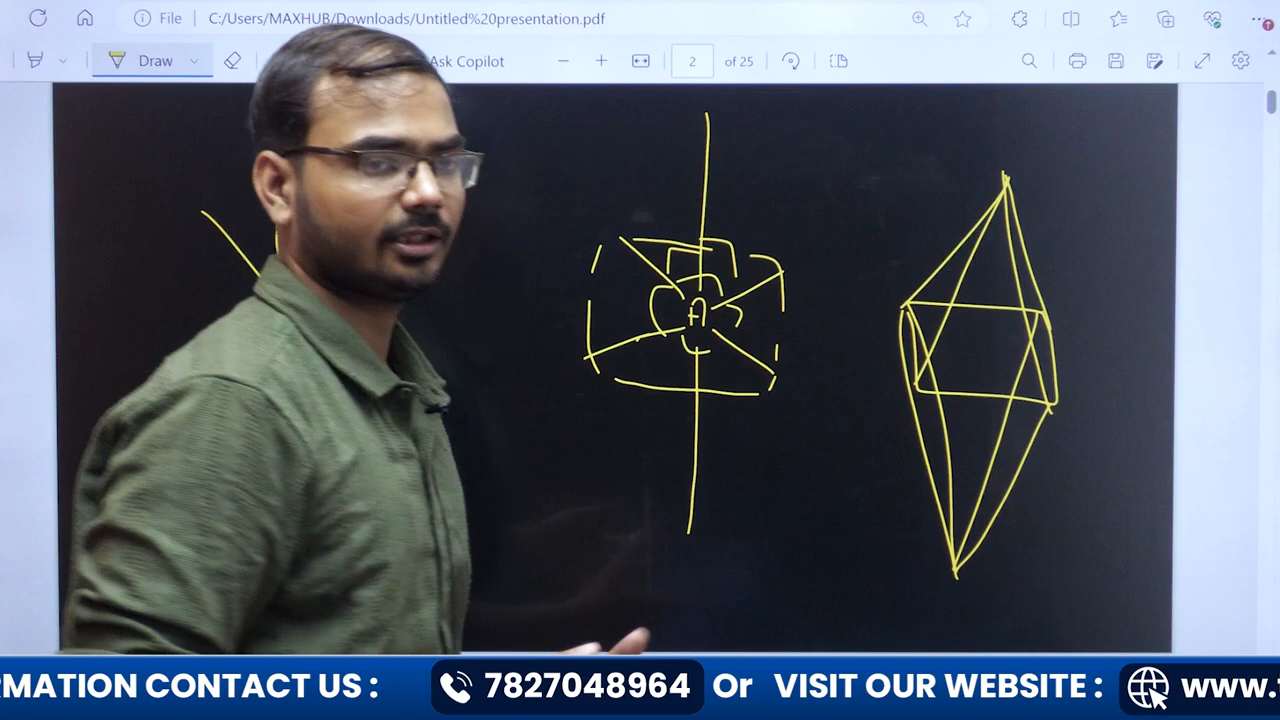 File C:/Users/MAXHUB/Downloads/Untitled%20presentation.pdf
Draw
Ask Copilot
2 of 25
A
RMATION CONTACT US :
7827048964 Or VISIT OUR WEBSITE :
www.